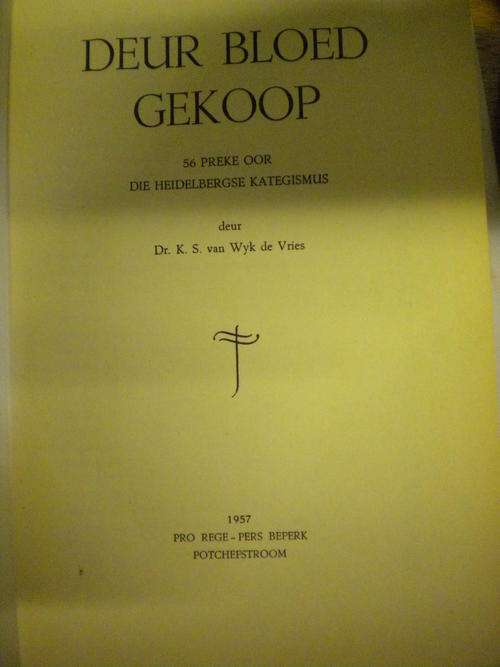 DEUR BLOED
GEKOOP
56 PREKE OOR
DIE HEIDELBERGSE KATEGISMUS
deur
Dr. K. S. van Wyk de Vries
1957
PRO REGE-PERS BEPERK
POTCHEFSTROOM